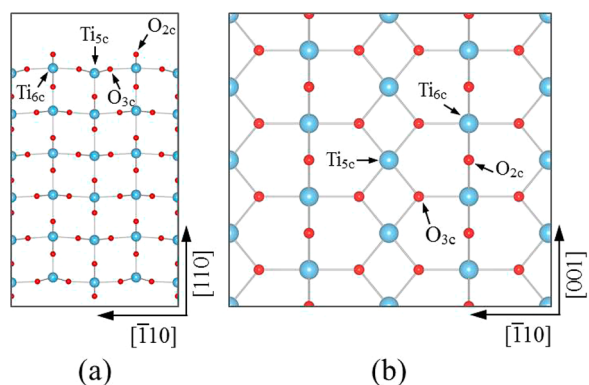 Ti5c
O2c
Ti6c
O3c
[110]
[1̅10]
(a)
Ti6c
Ti5c
O2c
O3c
[001]
[1̅10]
(b)